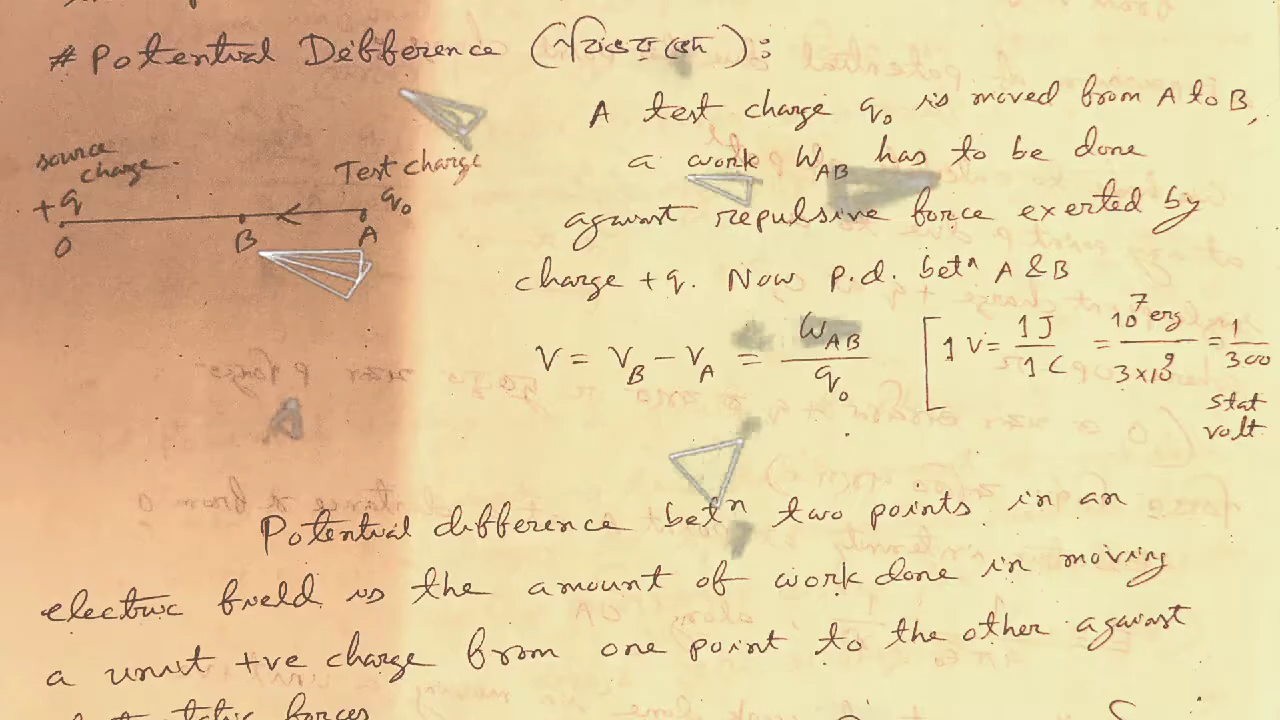 # Potential Defference (বিভবভেদ):
A test charge q₀ is moved from A to B,
a work W_AB has to be done
against repulsive force exerted by
charge +q. Now p.d. betⁿ A & B
source
charge.
Test charge
+q
q₀
O
B
A
V = V_B - V_A = W_AB / q₀ [1 V = 1 J / 1 C = 10⁷ erg / 3×10⁹ = 1 / 300
stat
volt
Potential difference betⁿ two points in an
electric field is the amount of work done in moving
a unit +ve charge from one point to the other against
forces